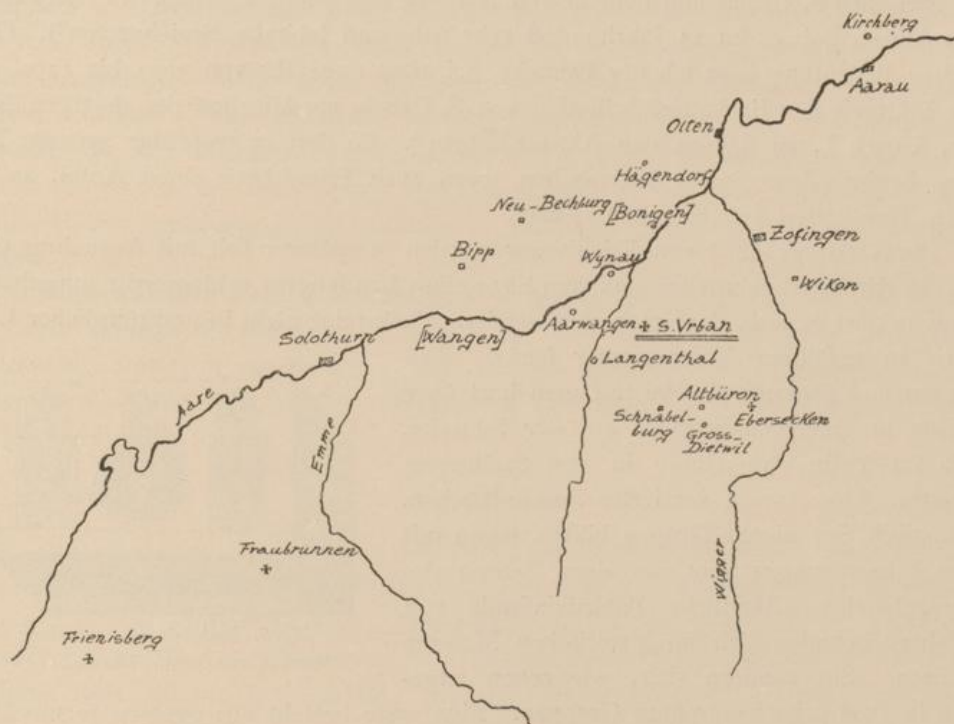 Kirchberg
Aarau
Olten
Hägendorf
Neu-Bechburg
[Bonigen]
Zofingen
Bipp
Wynau
Wikon
Solothurn
[Wangen]
Aarwangen
S. Vrban
Langenthal
Aare
Altbüron
Schnabel-
burg
Ebersecken
Gross-
Dietwil
Emme
Fraubrunnen
Wigger
Frienisberg